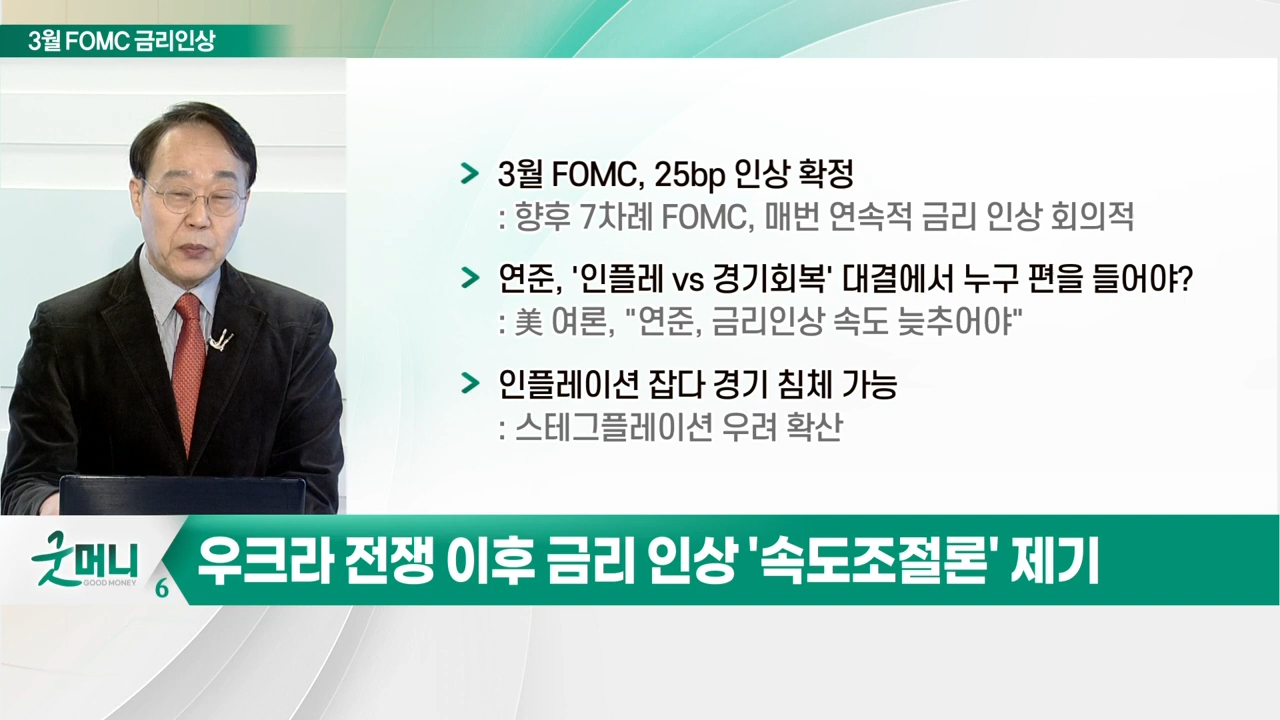 3월 FOMC 금리인상
> 3월 FOMC, 25bp 인상 확정
: 향후 7차례 FOMC, 매번 연속적 금리 인상 회의적
> 연준, '인플레 vs 경기회복' 대결에서 누구 편을 들어야?
: 美 여론, "연준, 금리인상 속도 늦추어야"
> 인플레이션 잡다 경기 침체 가능
: 스테그플레이션 우려 확산
굿머니
GOOD MONEY
6
우크라 전쟁 이후 금리 인상 '속도조절론' 제기